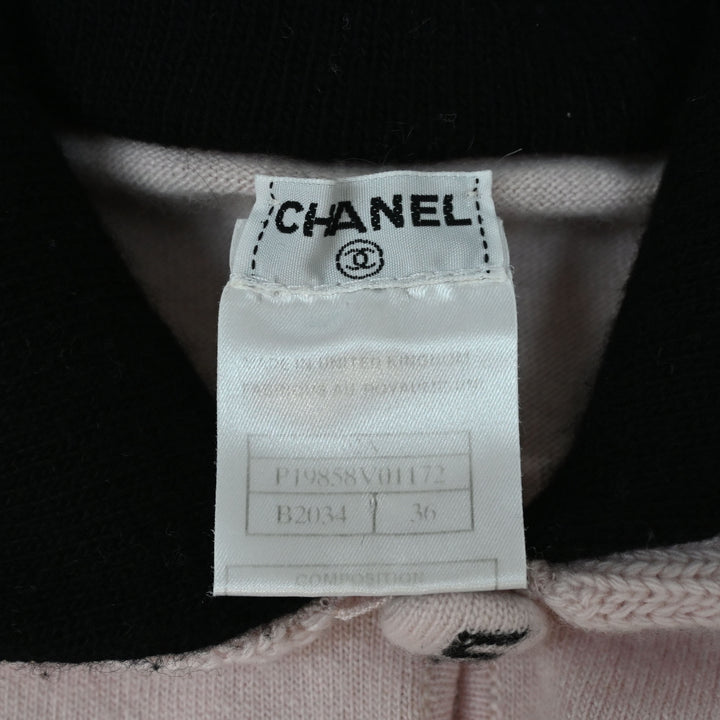 CHANEL
MADE IN UNITED KINGDOM
FABRIQUE AU ROYAUME UNI
P19858V01172
B2034 36
COMPOSITION